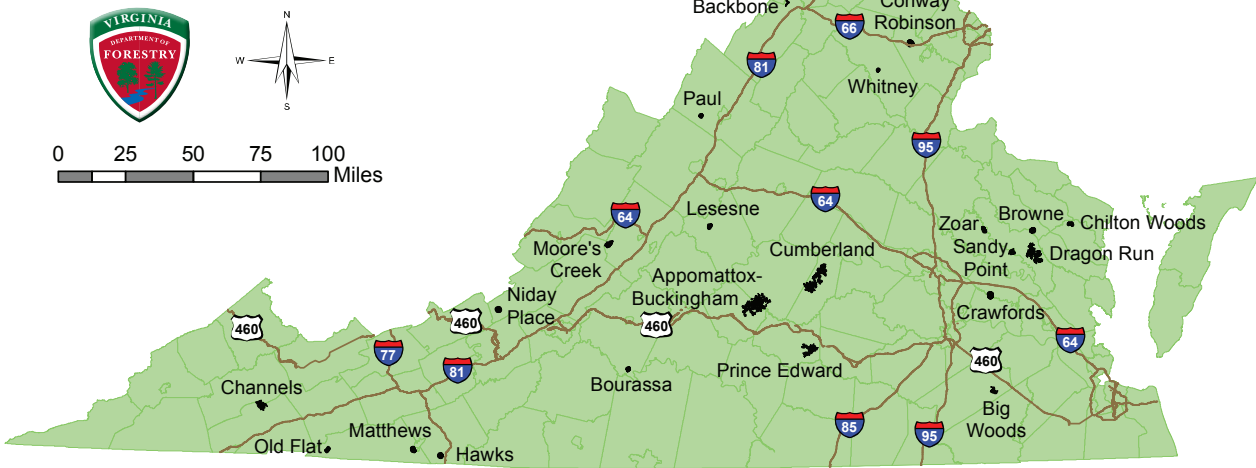 VIRGINIA
DEPARTMENT OF
FORESTRY
N
W
E
S
0 25 50 75 100
Miles
Backbone
Conway
Robinson
66
81
Whitney
Paul
95
64
64
Lesesne
Zoar
Browne
Chilton Woods
Sandy
Point
Dragon Run
Moore's
Creek
Cumberland
Appomattox-
Buckingham
Niday
Place
460
460
460
Crawfords
77
81
64
460
Channels
Bourassa
Prince Edward
Big
Woods
85
95
Old Flat
Matthews
Hawks